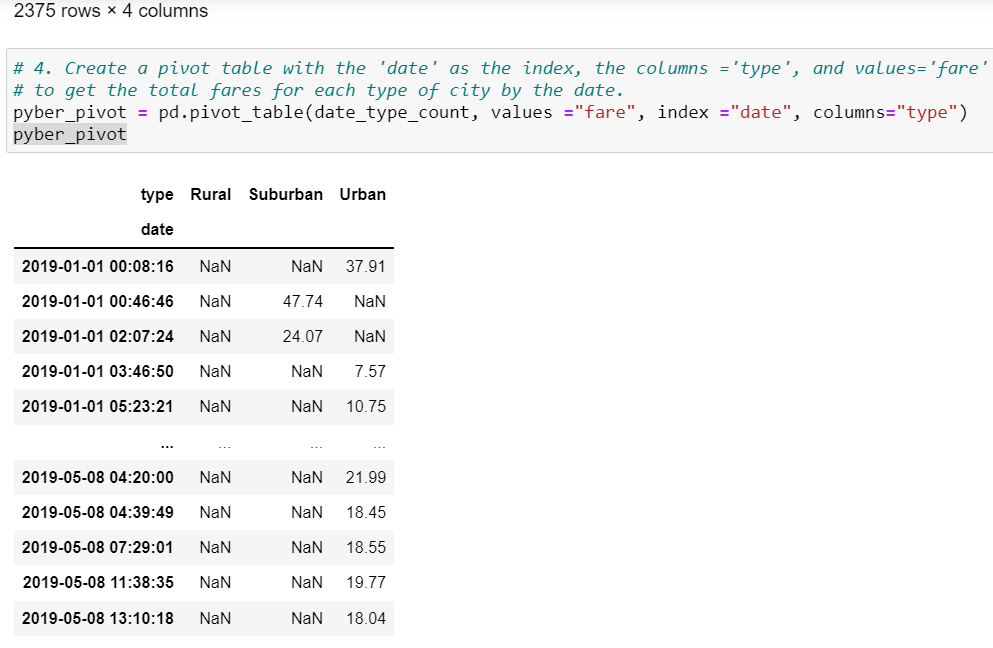 2375 rows × 4 columns
# 4. Create a pivot table with the 'date' as the index, the columns ='type', and values='fare'
# to get the total fares for each type of city by the date.
pyber_pivot = pd.pivot_table(date_type_count, values ="fare", index ="date", columns="type")
pyber_pivot
type Rural Suburban Urban
date
2019-01-01 00:08:16 NaN NaN 37.91
2019-01-01 00:46:46 NaN 47.74 NaN
2019-01-01 02:07:24 NaN 24.07 NaN
2019-01-01 03:46:50 NaN NaN 7.57
2019-01-01 05:23:21 NaN NaN 10.75
... ... ... ...
2019-05-08 04:20:00 NaN NaN 21.99
2019-05-08 04:39:49 NaN NaN 18.45
2019-05-08 07:29:01 NaN NaN 18.55
2019-05-08 11:38:35 NaN NaN 19.77
2019-05-08 13:10:18 NaN NaN 18.04